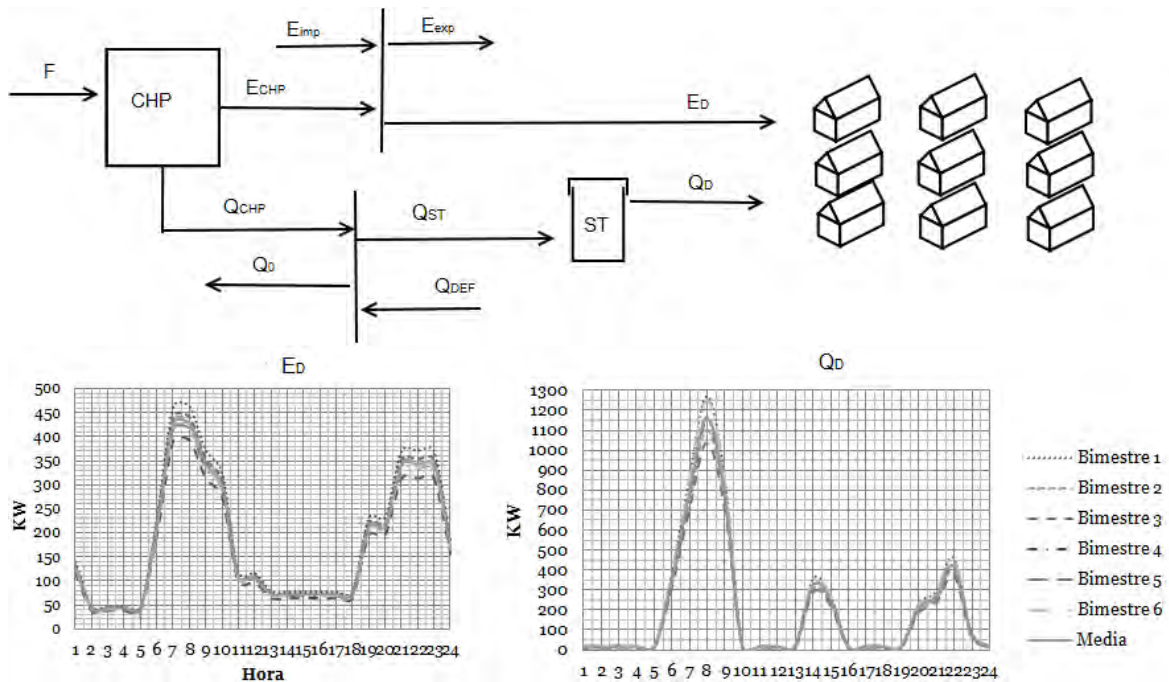 F
CHP
Eimp
Eexp
ECHP
ED
QCHP
QST
ST
QD
QD
QDEF
ED
QD
500
450
400
350
300
250
200
150
100
50
0
KW
1 2 3 4 5 6 7 8 9 10 11 12 13 14 15 16 17 18 19 20 21 22 23 24
Hora
1300
1200
1100
1000
900
800
700
600
500
400
300
200
100
0
KW
1 2 3 4 5 6 7 8 9 10 11 12 13 14 15 16 17 18 19 20 21 22 23 24
Bimestre 1
Bimestre 2
Bimestre 3
Bimestre 4
Bimestre 5
Bimestre 6
Media